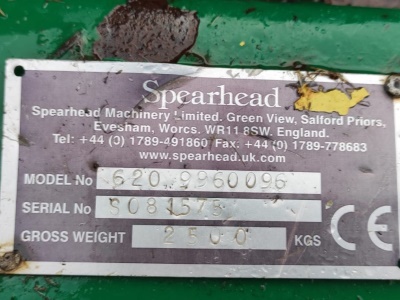 Spearhead
Spearhead Machinery Limited. Green View, Salford Priors,
Evesham, Worcs. WR11 8SW. England.
Tel: +44 (0) 1789-491860 Fax. +44 (0) 1789-778683
www.spearhead.uk.com
MODEL No 620 9960096
SERIAL No S081578
GROSS WEIGHT 2500 KGS
CE